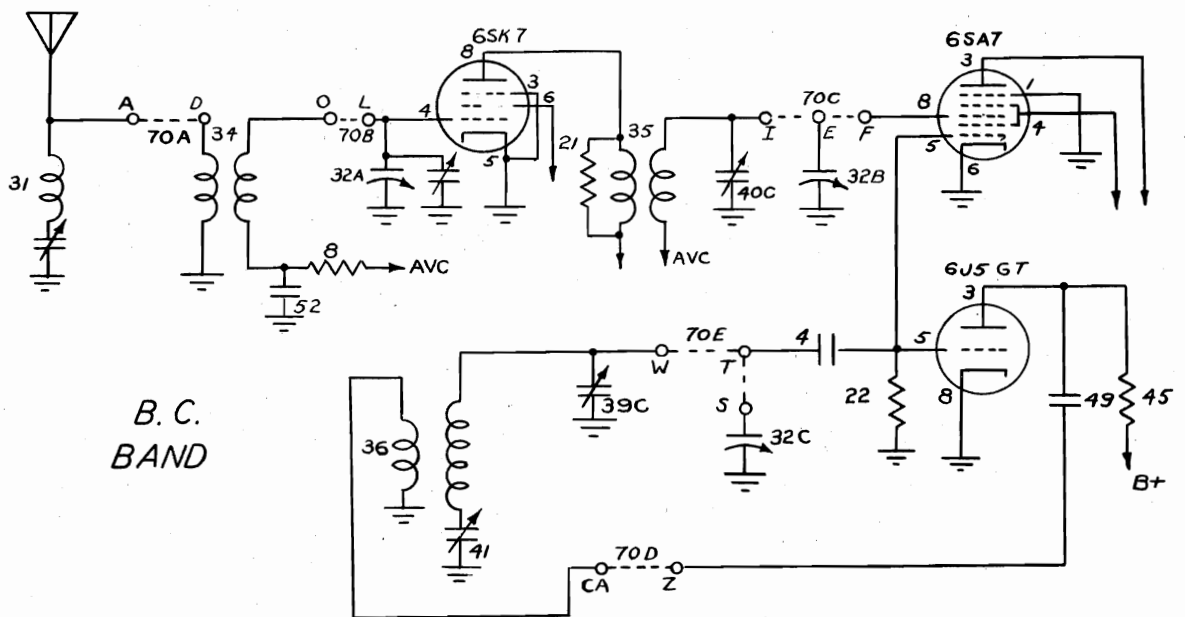 6SK7
6SA7
8
3
6
4
5
3
1
4
8
5
6
A
D
70A
34
O
L
70B
21
35
I
70C
E
F
31
32A
40C
32B
8
AVC
AVC
52
6J5 GT
3
5
8
70E
W
T
S
4
39C
32C
22
49
45
B+
B.C.
BAND
36
41
70D
CA
Z